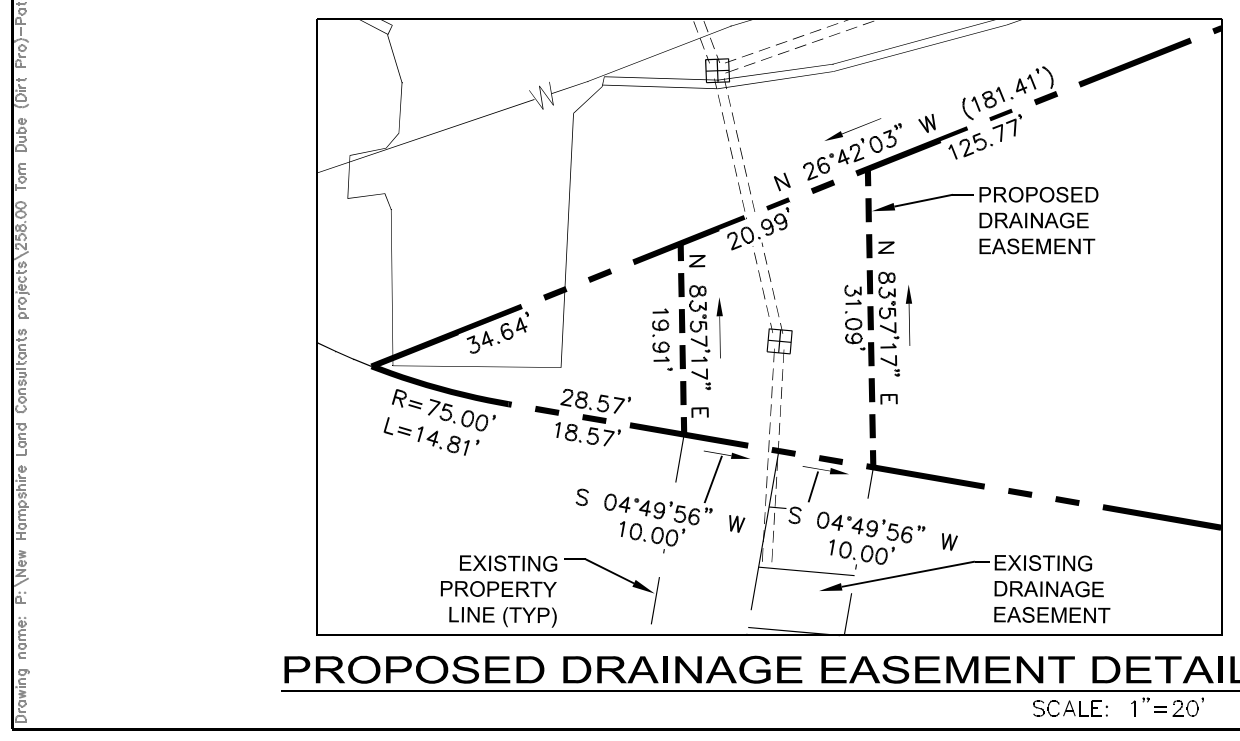 Drawing name: P:\New Hampshire Land Consultants projects\258.00 Tom Dube (Dirt Pro)-Pat
N 26°42'03" W (181.41')
125.77'
20.99'
34.64'
PROPOSED
DRAINAGE
EASEMENT
N 83°57'17" E
19.91'
N 83°57'17" E
31.09'
R=75.00'
L=14.81'
28.57'
18.57'
S 04°49'56" W
10.00'
S 04°49'56" W
10.00'
EXISTING
PROPERTY
LINE (TYP)
EXISTING
DRAINAGE
EASEMENT
PROPOSED DRAINAGE EASEMENT DETAIL
SCALE: 1"=20'